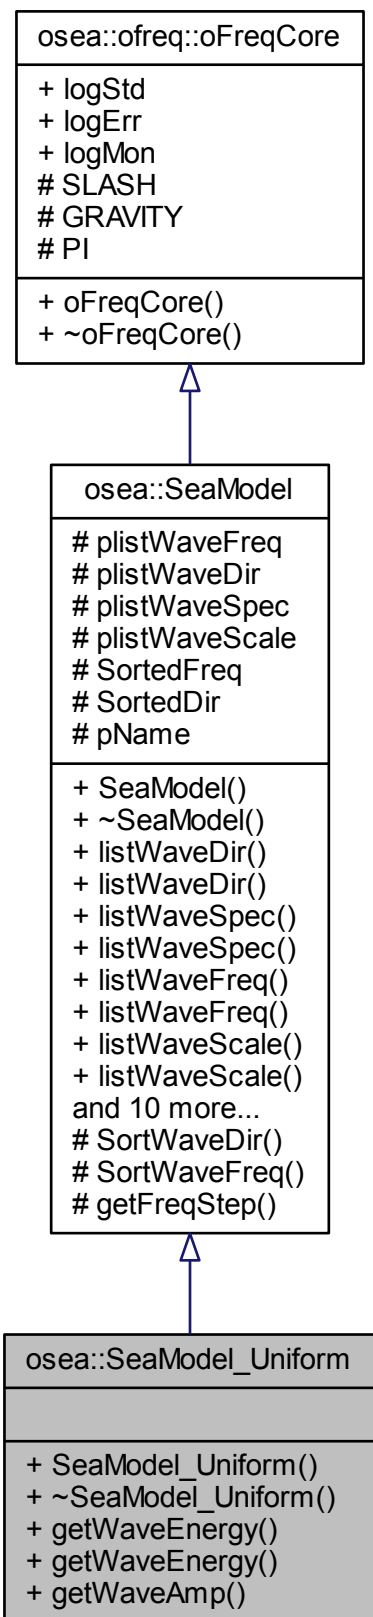 osea::ofreq::oFreqCore
+ logStd
+ logErr
+ logMon
# SLASH
# GRAVITY
# PI
+ oFreqCore()
+ ~oFreqCore()
osea::SeaModel
# plistWaveFreq
# plistWaveDir
# plistWaveSpec
# plistWaveScale
# SortedFreq
# SortedDir
# pName
+ SeaModel()
+ ~SeaModel()
+ listWaveDir()
+ listWaveDir()
+ listWaveSpec()
+ listWaveSpec()
+ listWaveFreq()
+ listWaveFreq()
+ listWaveScale()
+ listWaveScale()
and 10 more...
# SortWaveDir()
# SortWaveFreq()
# getFreqStep()
osea::SeaModel_Uniform
+ SeaModel_Uniform()
+ ~SeaModel_Uniform()
+ getWaveEnergy()
+ getWaveEnergy()
+ getWaveAmp()